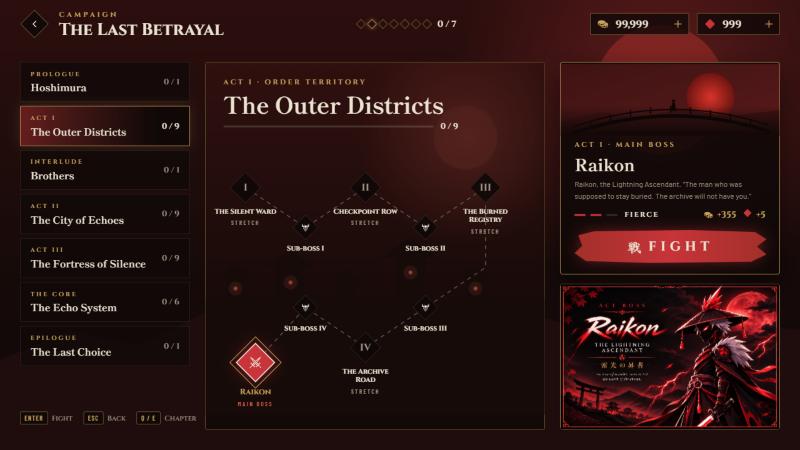 CAMPAIGN
THE LAST BETRAYAL
0/7
99,999 +
999 +
PROLOGUE
Hoshimura
0/1
ACT I
The Outer Districts
0/9
INTERLUDE
Brothers
0/1
ACT II
The City of Echoes
0/9
ACT III
The Fortress of Silence
0/9
THE CORE
The Echo System
0/6
EPILOGUE
The Last Choice
0/1
ENTER FIGHT
ESC BACK
Q/E CHAPTER
ACT I · ORDER TERRITORY
The Outer Districts
0/9
I
THE SILENT WARD
STRETCH
II
CHECKPOINT ROW
STRETCH
III
THE BURNED
REGISTRY
STRETCH
SUB-BOSS I
SUB-BOSS II
SUB-BOSS IV
SUB-BOSS III
IV
THE ARCHIVE
ROAD
STRETCH
RAIKON
MAIN BOSS
ACT I · MAIN BOSS
Raikon
Raikon, the Lightning Ascendant. "The man who was
supposed to stay buried. The archive will not have you."
FIERCE
+355
+5
戦 FIGHT
ACT BOSS
Raikon
THE LIGHTNING
ASCENDANT